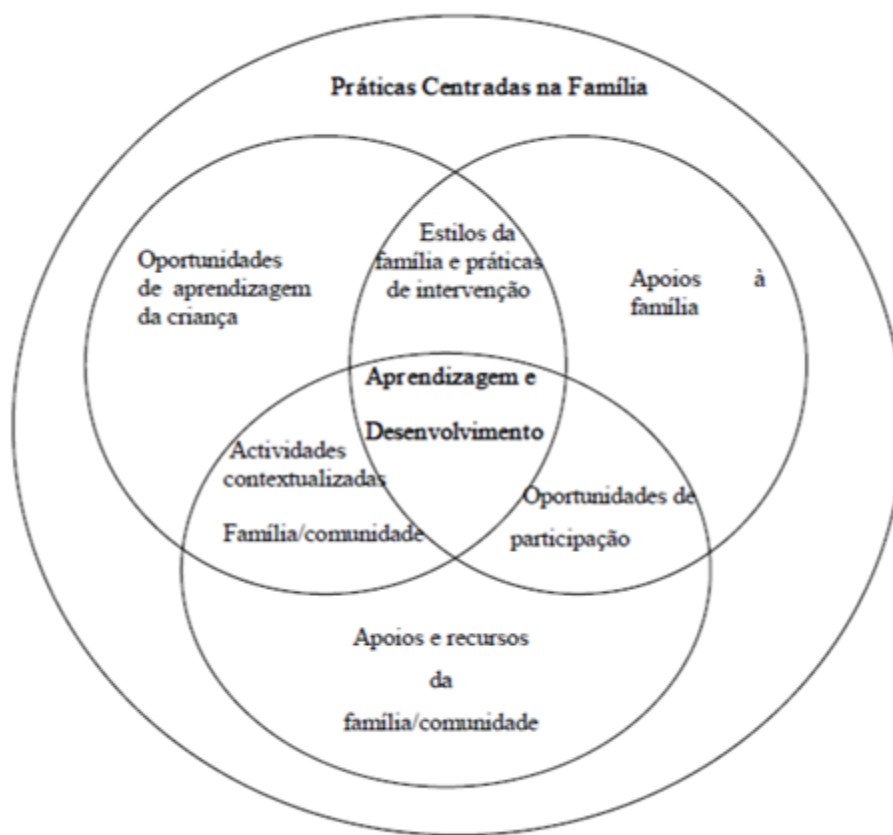 Práticas Centradas na Família
Oportunidades
de aprendizagem
da criança
Estilos da
família e práticas
de intervenção
Apoios à
família
Aprendizagem e
Desenvolvimento
Actividades
contextualizadas
Família/comunidade
Oportunidades de
participação
Apoios e recursos
da
família/comunidade